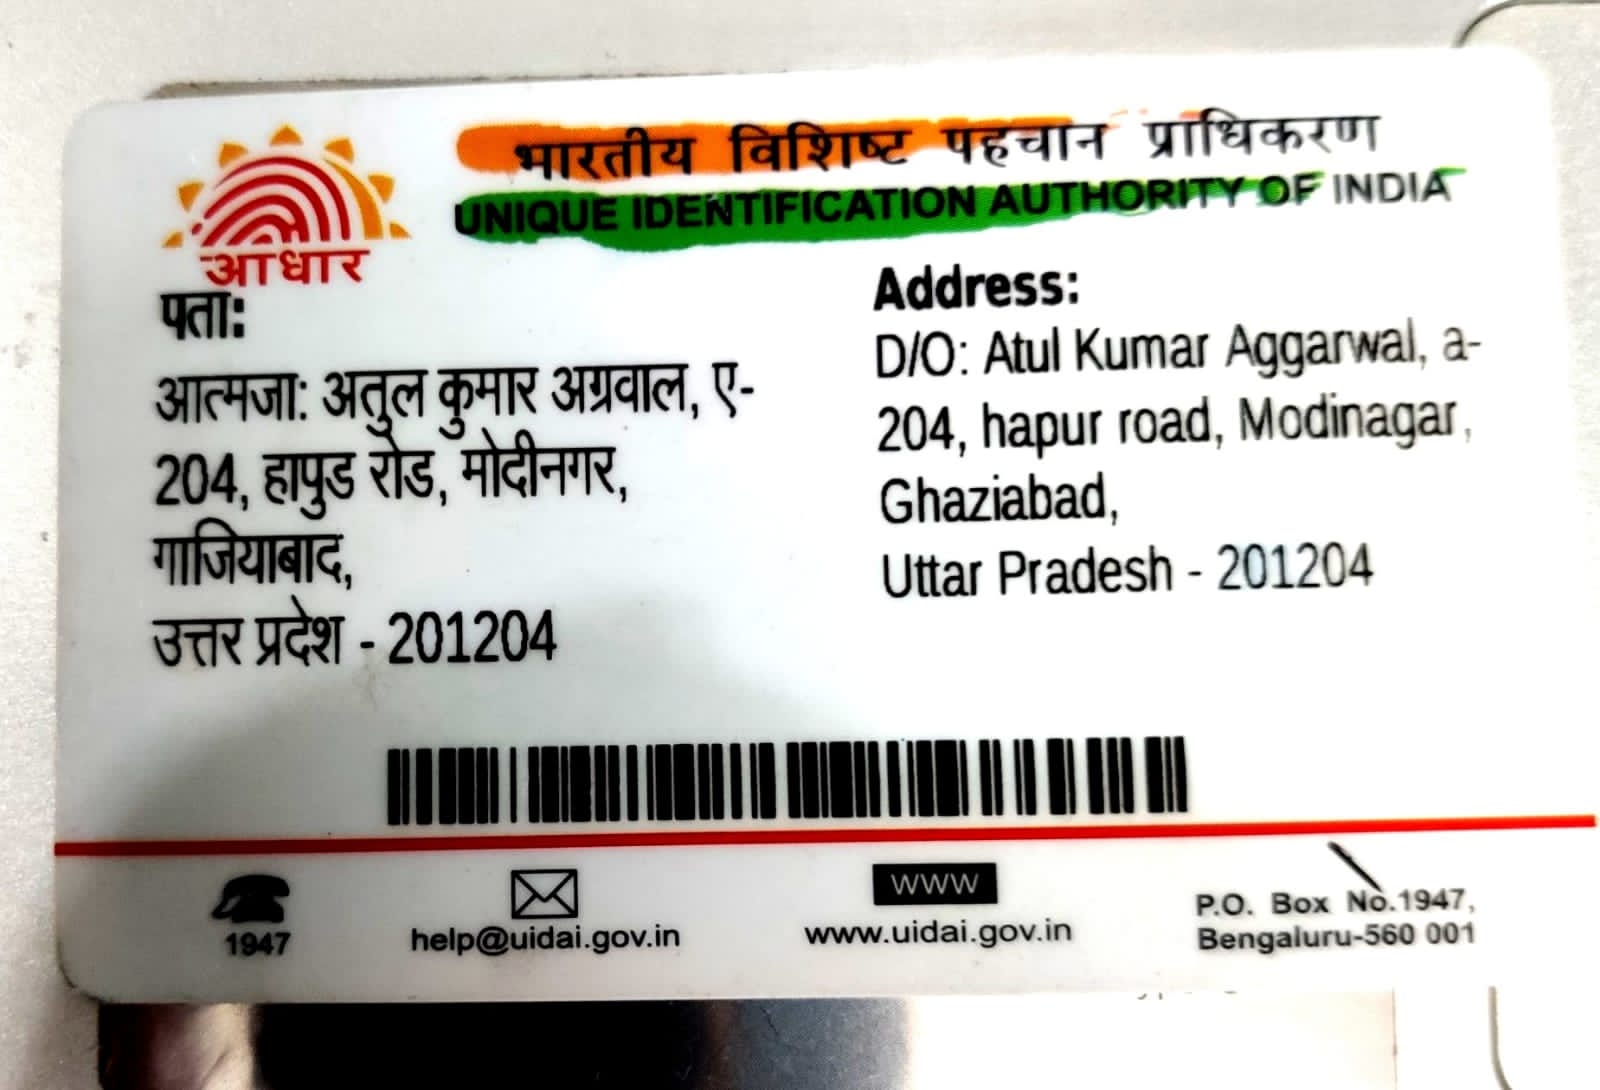 भारतीय विशिष्ट पहचान प्राधिकरण
UNIQUE IDENTIFICATION AUTHORITY OF INDIA
आधार
पता:
आत्मजा: अतुल कुमार अग्रवाल, ए-
204, हापुड रोड, मोदीनगर,
गाजियाबाद,
उत्तर प्रदेश - 201204
Address:
D/O: Atul Kumar Aggarwal, a-
204, hapur road, Modinagar,
Ghaziabad,
Uttar Pradesh - 201204
1947
help@uidai.gov.in
www
www.uidai.gov.in
P.O. Box No.1947,
Bengaluru-560 001